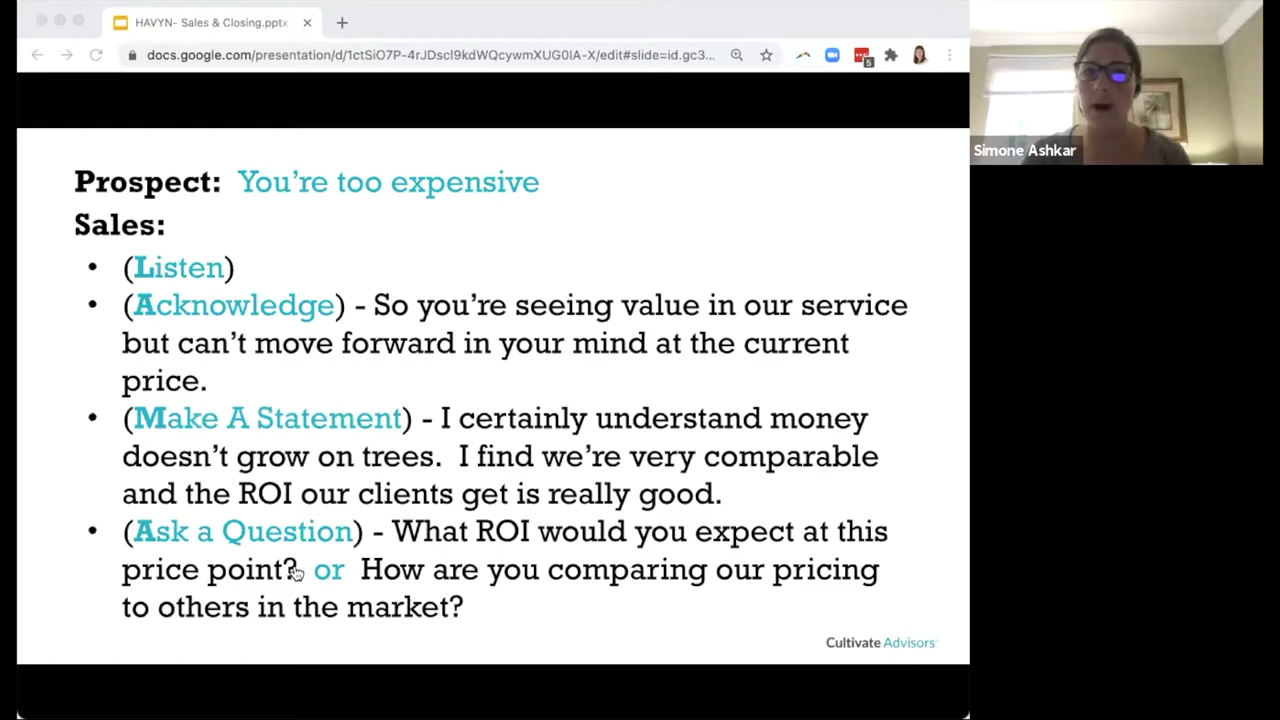 HAVYN- Sales & Closing.pptx
docs.google.com/presentation/d/1ctSiO7P-4rJDscI9kdWQcywmXUG0IA-X/edit#slide=id.gc3...
5
Simone Ashkar
Prospect: You're too expensive
Sales:
• (Listen)
• (Acknowledge) - So you're seeing value in our service
but can't move forward in your mind at the current
price.
• (Make A Statement) - I certainly understand money
doesn't grow on trees. I find we're very comparable
and the ROI our clients get is really good.
• (Ask a Question) - What ROI would you expect at this
price point? or How are you comparing our pricing
to others in the market?
Cultivate Advisors